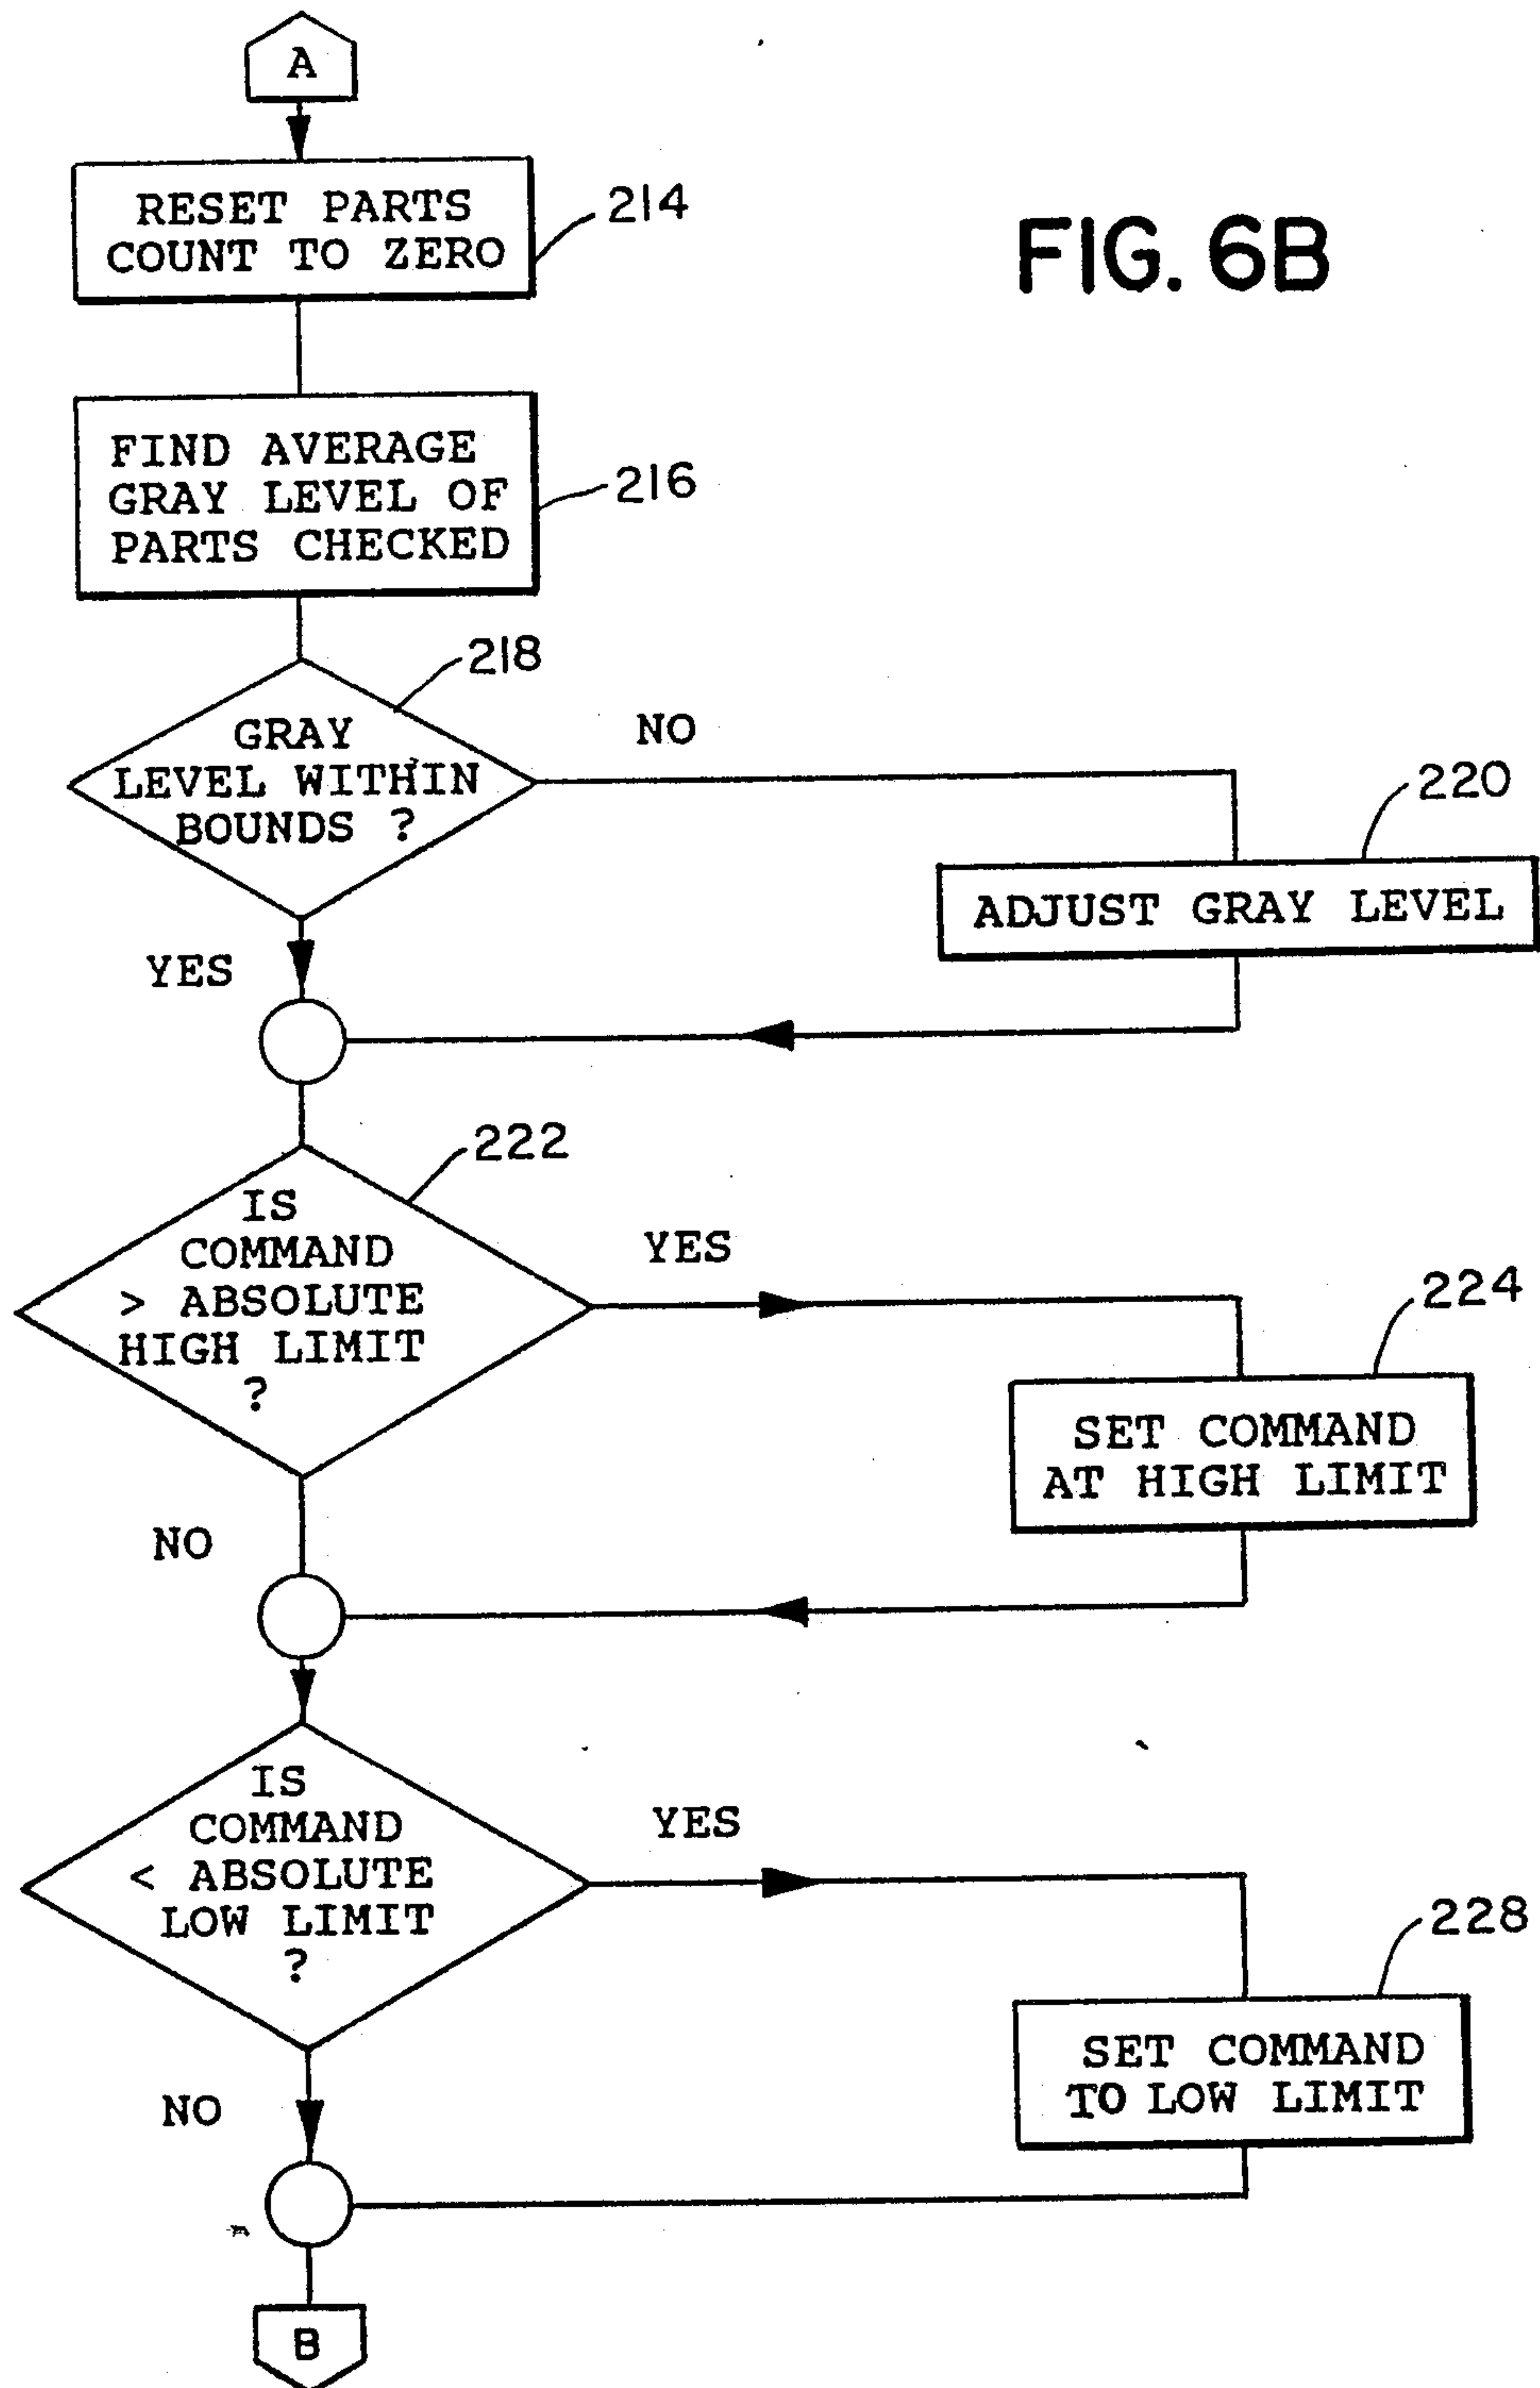 A
RESET PARTS
COUNT TO ZERO
214
FIG. 6B
FIND AVERAGE
GRAY LEVEL OF
PARTS CHECKED
216
218
GRAY
LEVEL WITHIN
BOUNDS ?
NO
220
ADJUST GRAY LEVEL
YES
222
IS
COMMAND
> ABSOLUTE
HIGH LIMIT
?
YES
224
SET COMMAND
AT HIGH LIMIT
NO
IS
COMMAND
< ABSOLUTE
LOW LIMIT
?
YES
228
SET COMMAND
TO LOW LIMIT
NO
B